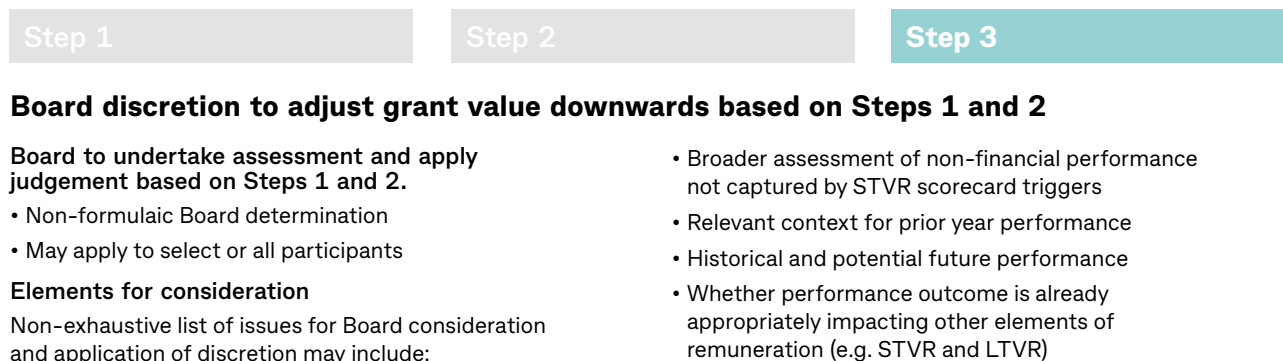 Step 1
Step 2
Step 3
Board discretion to adjust grant value downwards based on Steps 1 and 2
Board to undertake assessment and apply
judgement based on Steps 1 and 2.
• Non-formulaic Board determination
• May apply to select or all participants
Elements for consideration
Non-exhaustive list of issues for Board consideration
and application of discretion may include:
• Broader assessment of non-financial performance
not captured by STVR scorecard triggers
• Relevant context for prior year performance
• Historical and potential future performance
• Whether performance outcome is already
appropriately impacting other elements of
remuneration (e.g. STVR and LTVR)